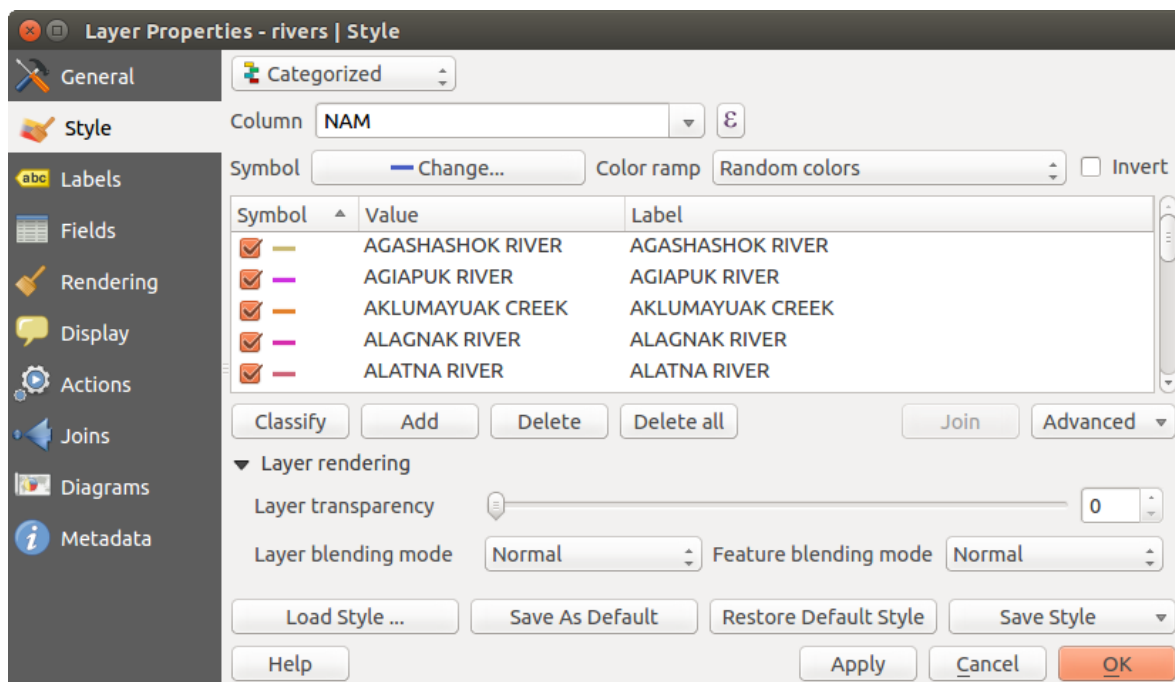 Layer Properties - rivers | Style
General
Style
abc Labels
Fields
Rendering
Display
Actions
Joins
Diagrams
i Metadata
Categorized
Column NAM ε
Symbol Change... Color ramp Random colors Invert
Symbol Value Label
AGASHASHOK RIVER AGASHASHOK RIVER
AGIAPUK RIVER AGIAPUK RIVER
AKLUMAYUAK CREEK AKLUMAYUAK CREEK
ALAGNAK RIVER ALAGNAK RIVER
ALATNA RIVER ALATNA RIVER
Classify Add Delete Delete all Join Advanced
Layer rendering
Layer transparency 0
Layer blending mode Normal Feature blending mode Normal
Load Style ... Save As Default Restore Default Style Save Style
Help Apply Cancel OK